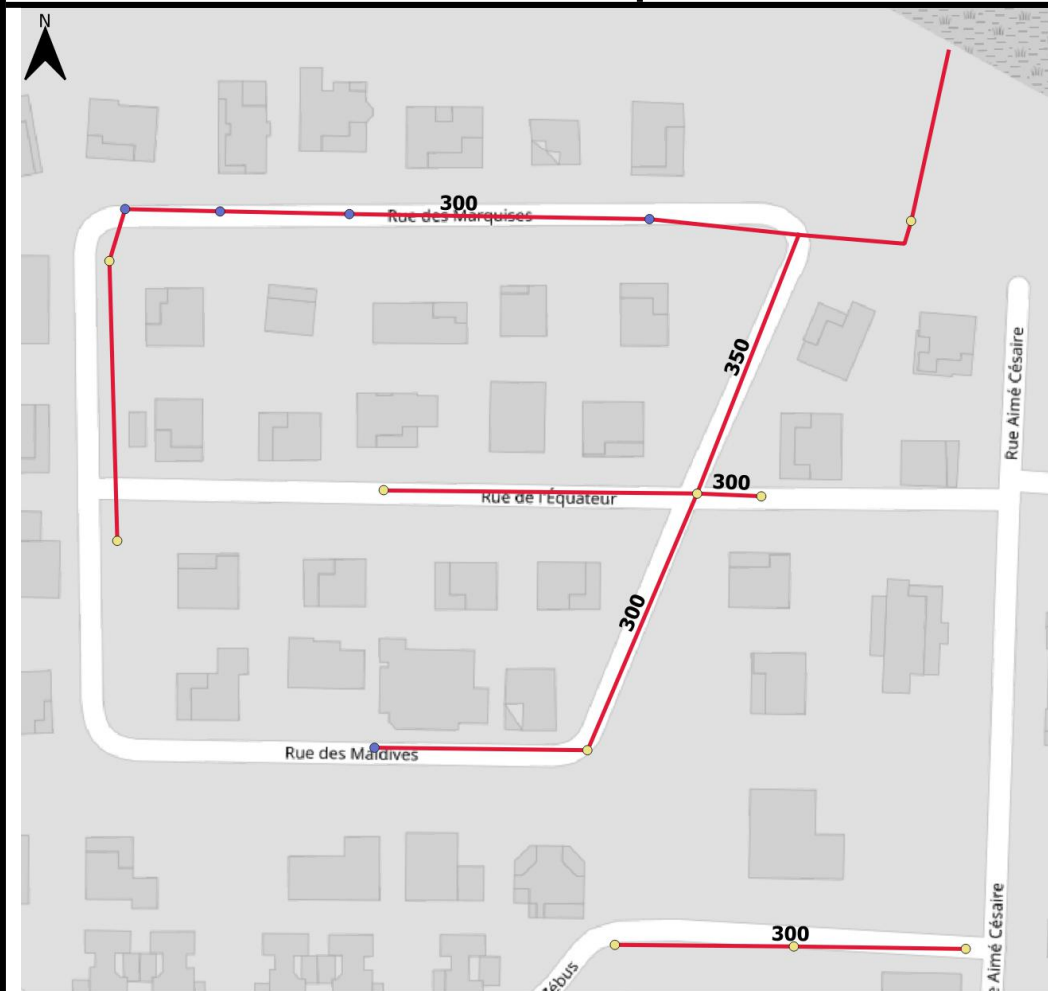 N
300
Rue des Marquises
350
Rue Aimé Césaire
300
Rue de l'Équateur
300
Rue des Maldives
300
Aimé Césaire